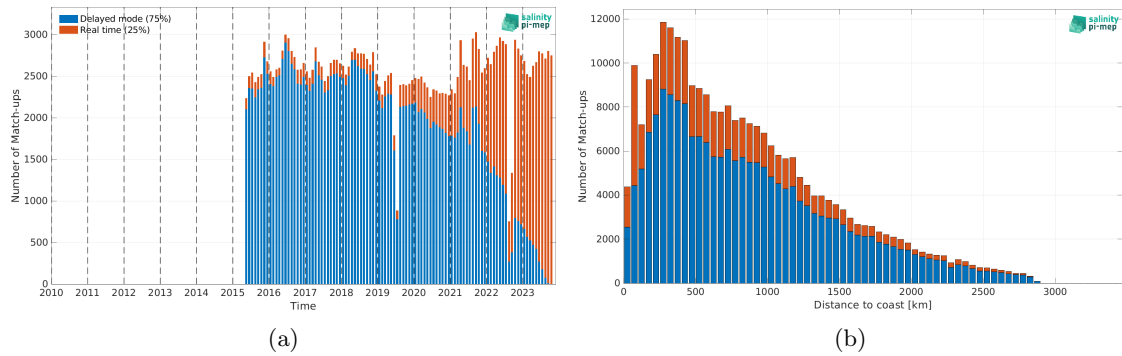 Delayed mode (75%)
Real time (25%)
salinity
pi-mep
Number of Match-ups
3000
2500
2000
1500
1000
500
0
2010 2011 2012 2013 2014 2015 2016 2017 2018 2019 2020 2021 2022 2023
Time
(a)
salinity
pi-mep
Number of Match-ups
12000
10000
8000
6000
4000
2000
0
0 500 1000 1500 2000 2500 3000
Distance to coast [km]
(b)